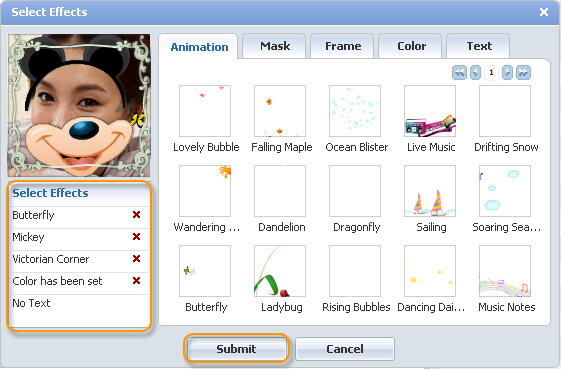 Select Effects
Animation
Mask
Frame
Color
Text
1
Lovely Bubble
Falling Maple
Ocean Blister
Live Music
Drifting Snow
Wandering ...
Dandelion
Dragonfly
Sailing
Soaring Sea...
Butterfly
Ladybug
Rising Bubbles
Dancing Dai...
Music Notes
Select Effects
Butterfly
Mickey
Victorian Corner
Color has been set
No Text
Submit
Cancel